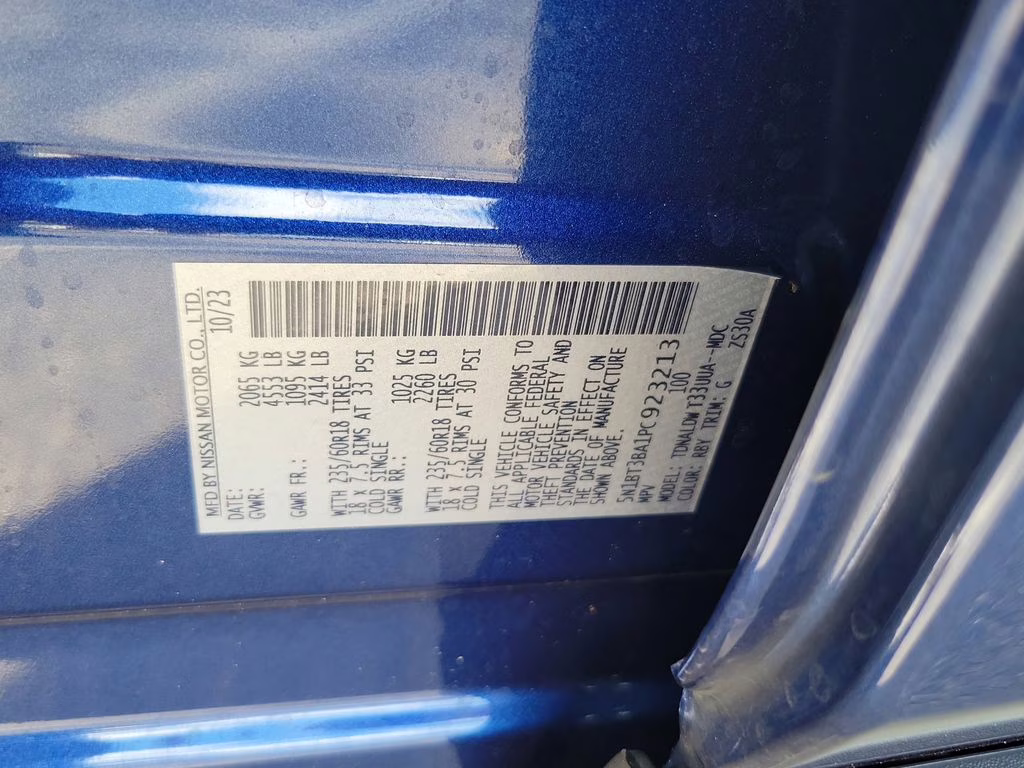 MFD BY NISSAN MOTOR CO., LTD.
DATE: 10/23
GVWR: 2065 KG
4553 LB
GAWR FR.: 1095 KG
2414 LB
WITH 235/60R18 TIRES
18 x 7.5 RIMS AT 33 PSI
COLD SINGLE
GAWR RR.: 1025 KG
2260 LB
WITH 235/60R18 TIRES
18 x 7.5 RIMS AT 30 PSI
COLD SINGLE
THIS VEHICLE CONFORMS TO
ALL APPLICABLE FEDERAL
MOTOR VEHICLE SAFETY AND
THEFT PREVENTION
STANDARDS IN EFFECT ON
THE DATE OF MANUFACTURE
SHOWN ABOVE.
5N1BT3BA1PC923213
MPV 100
MODEL: TDNALDWT33UUA--MDC
COLOR: RBY TRIM: G ZS30A